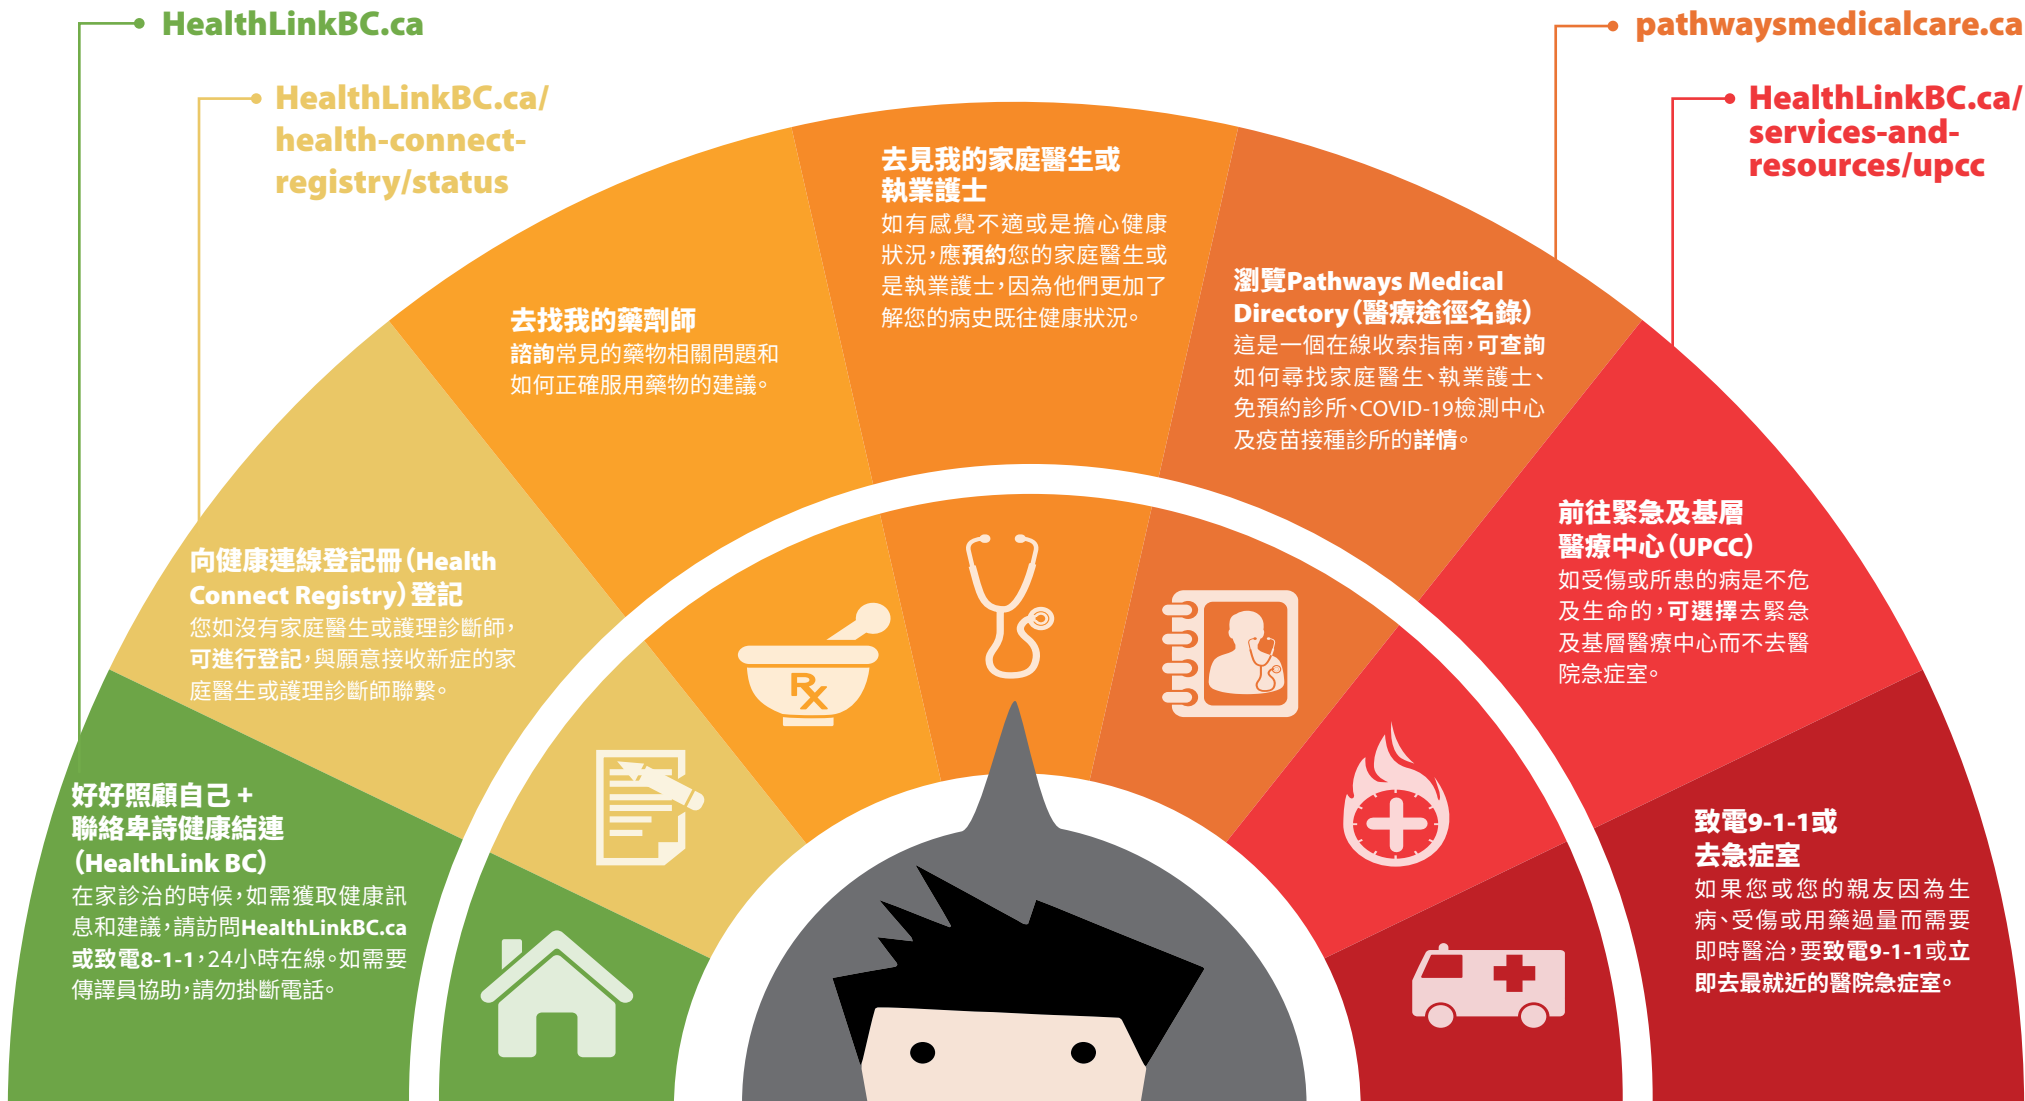 HealthLinkBC.ca
HealthLinkBC.ca/
health-connect-
registry/status
pathwaysmedicalcare.ca
HealthLinkBC.ca/
services-and-
resources/upcc
好好照顧自己 +
聯絡卑詩健康結連
（HealthLink BC）
在家診治的時候，如需獲取健康訊
息和建議，請訪問HealthLinkBC.ca
或致電8-1-1，24小時在線。如需要
傳譯員協助，請勿掛斷電話。
向健康連線登記冊（Health
Connect Registry）登記
您如沒有家庭醫生或護理診斷師，
可進行登記，與願意接收新症的家
庭醫生或護理診斷師聯繫。
去找我的藥劑師
諮詢常見的藥物相關問題和
如何正確服用藥物的建議。
去見我的家庭醫生或
執業護士
如有感覺不適或是擔心健康
狀況，應預約您的家庭醫生或
是執業護士，因為他們更加了
解您的病史既往健康狀況。
瀏覽Pathways Medical
Directory（醫療途徑名錄）
這是一個在線收索指南，可查詢
如何尋找家庭醫生、執業護士、
免預約診所、COVID-19檢測中心
及疫苗接種診所的詳情。
前往緊急及基層
醫療中心（UPCC）
如受傷或所患的病是不危
及生命的，可選擇去緊急
及基層醫療中心而不去醫
院急症室。
致電9-1-1或
去急症室
如果您或您的親友因為生
病、受傷或用藥過量而需要
即時醫治，要致電9-1-1或立
即去最就近的醫院急症室。
Rx